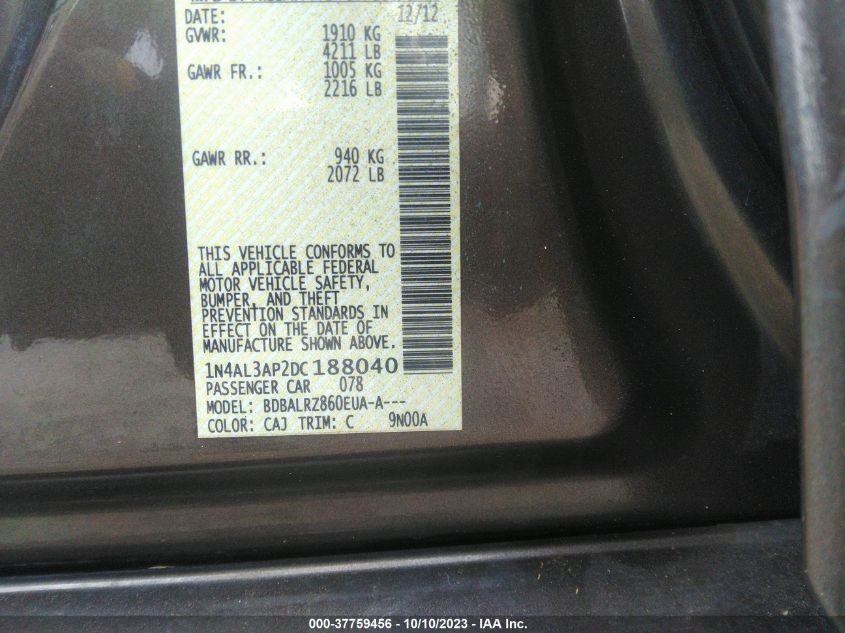 DATE: 12/12
GVWR: 1910 KG
4211 LB
GAWR FR.: 1005 KG
2216 LB
GAWR RR.: 940 KG
2072 LB
THIS VEHICLE CONFORMS TO
ALL APPLICABLE FEDERAL
MOTOR VEHICLE SAFETY,
BUMPER, AND THEFT
PREVENTION STANDARDS IN
EFFECT ON THE DATE OF
MANUFACTURE SHOWN ABOVE.
1N4AL3AP2DC188040
PASSENGER CAR 078
MODEL: BDBALRZ860EUA-A---
COLOR: CAJ TRIM: C 9N00A
000-37759456 - 10/10/2023 - IAA Inc.